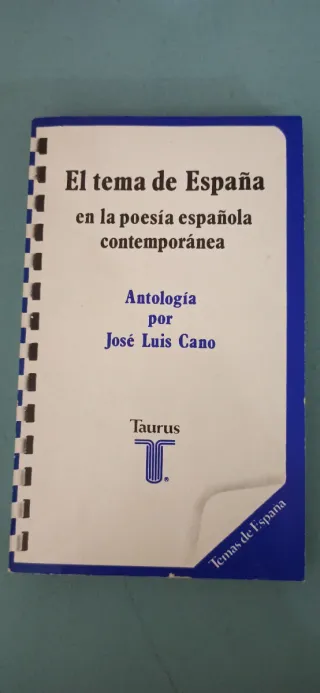 El tema de España
en la poesía española
contemporánea
Antología
por
José Luis Cano
Taurus
®
Temas de España